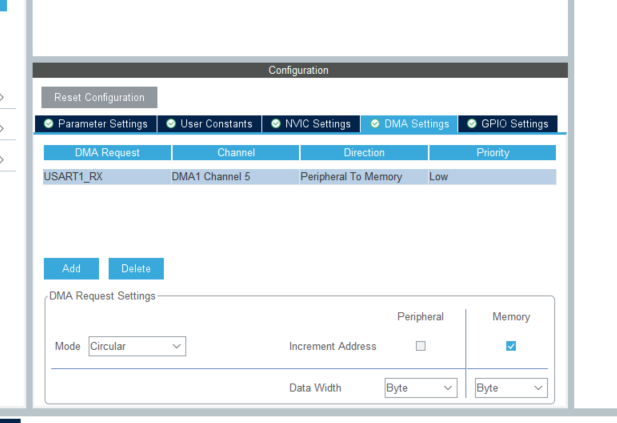 Configuration
Reset Configuration
Parameter Settings User Constants NVIC Settings DMA Settings GPIO Settings
DMA Request Channel Direction Priority
USART1_RX DMA1 Channel 5 Peripheral To Memory Low
Add Delete
DMA Request Settings
Peripheral Memory
Mode Circular Increment Address
Data Width Byte Byte